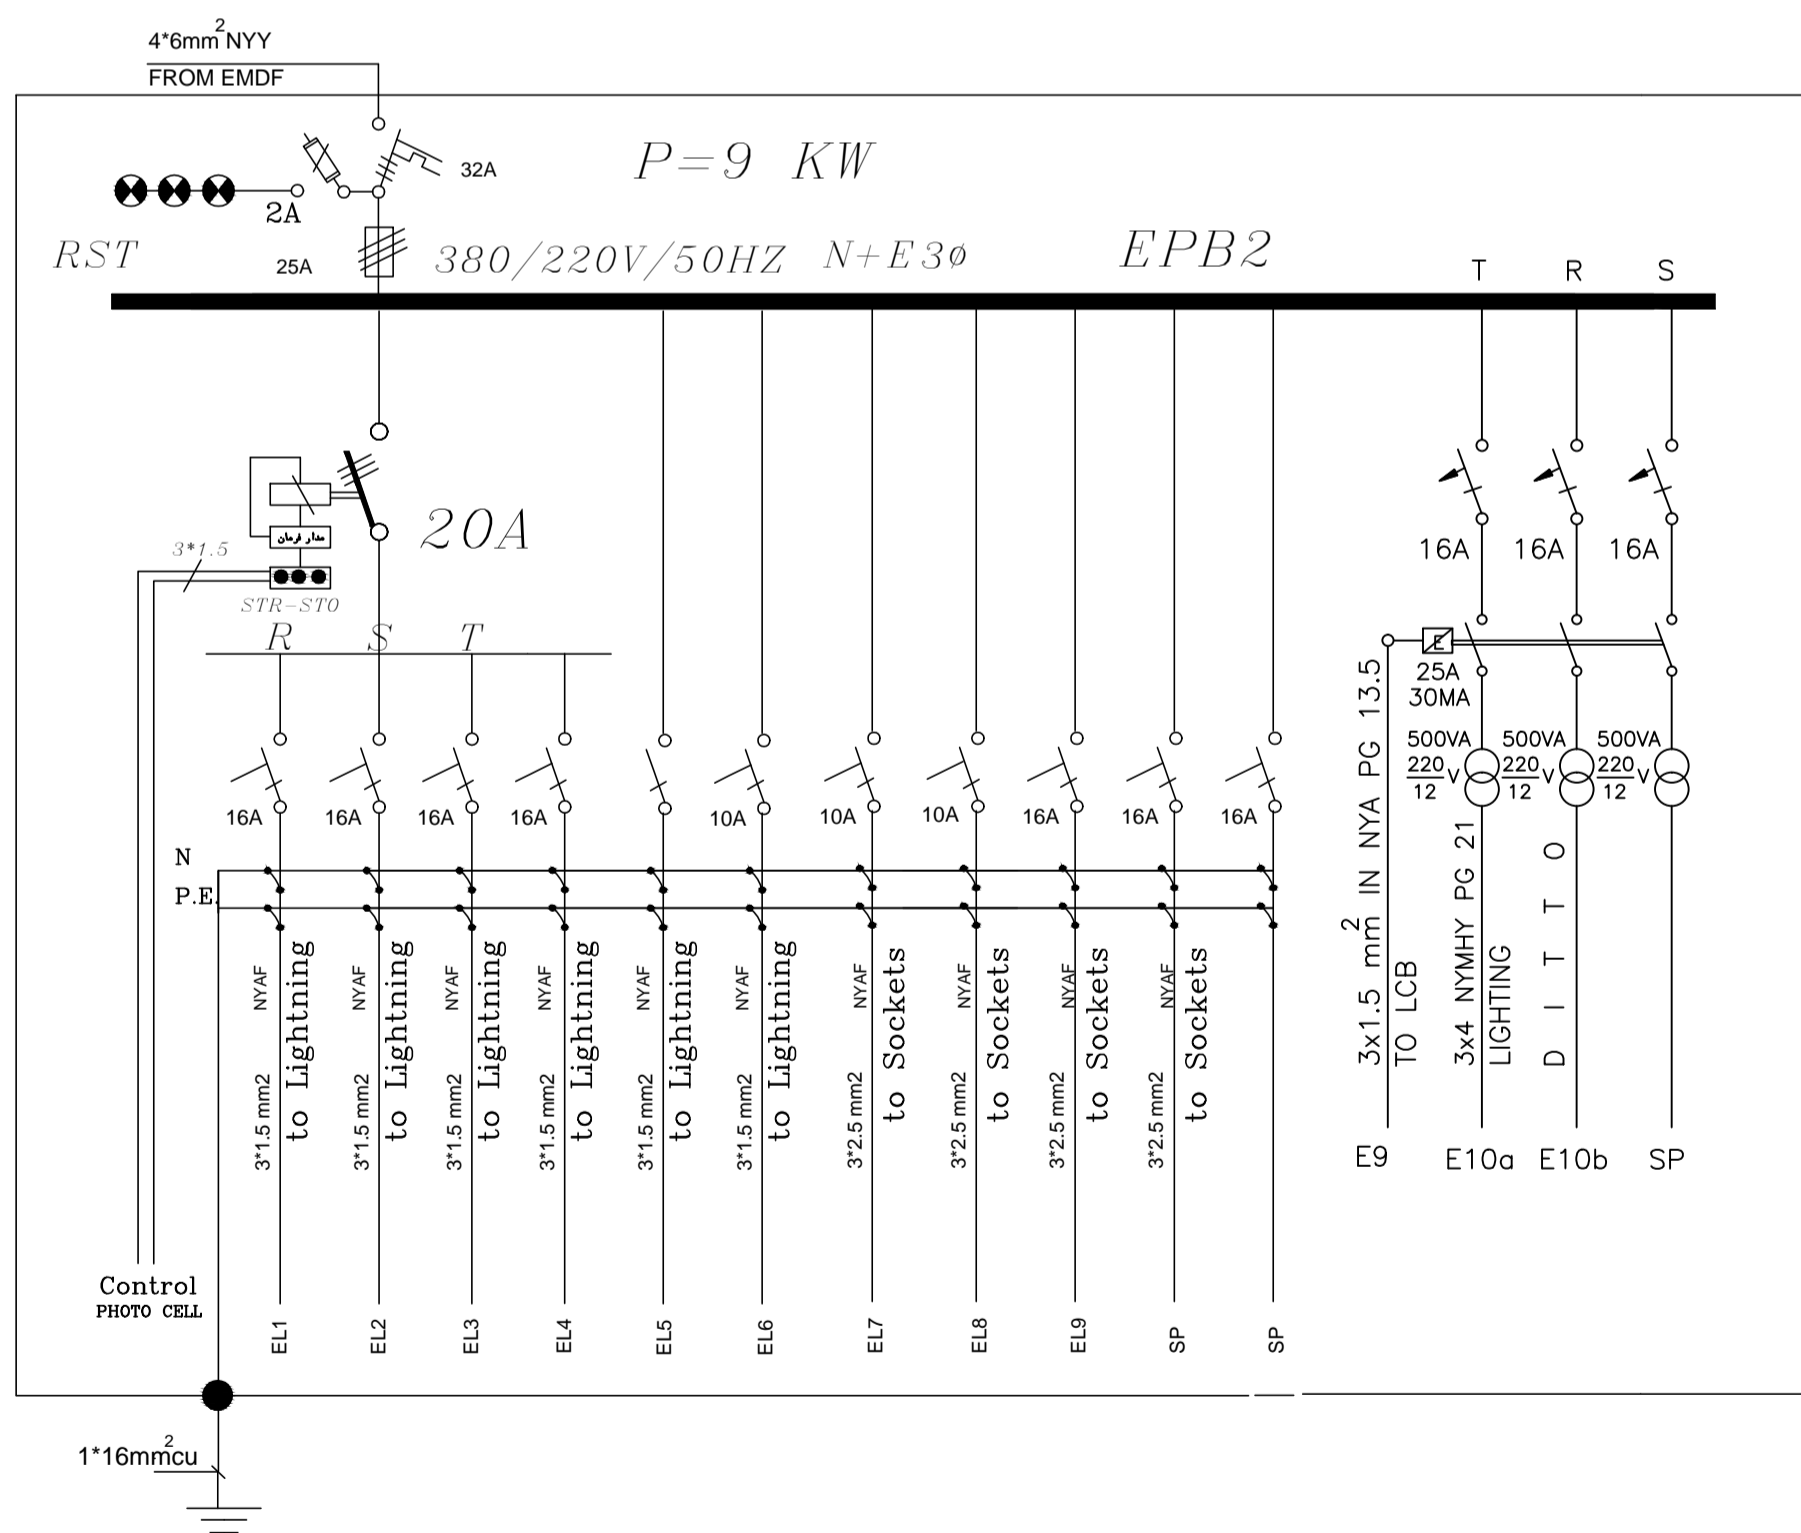 4*6mm2 NYY
FROM EMDF
32A
P=9 KW
2A
RST
25A
380/220V/50HZ N+E3ø
EPB2
T R S
20A
مدار فرمان
3*1.5
STR-STO
R S T
16A 16A 16A
25A
30MA
500VA 500VA 500VA
220 V 220 V 220 V
12 12 12
16A 16A 16A 16A 10A 10A 10A 16A 16A 16A
N
P.E.
3*1.5 mm2 NYAF
to Lightning
3*1.5 mm2 NYAF
to Lightning
3*1.5 mm2 NYAF
to Lightning
3*1.5 mm2 NYAF
to Lightning
3*1.5 mm2 NYAF
to Lightning
3*1.5 mm2 NYAF
to Lightning
3*2.5 mm2 NYAF
to Sockets
3*2.5 mm2 NYAF
to Sockets
3*2.5 mm2 NYAF
to Sockets
3*2.5 mm2 NYAF
to Sockets
3x1.5 mm2 IN NYA PG 13.5
TO LCB
3x4 NYMHY PG 21
LIGHTING
D I T T O
E9 E10a E10b SP
Control
PHOTO CELL
EL1 EL2 EL3 EL4 EL5 EL6 EL7 EL8 EL9 SP SP
1*16mm2cu